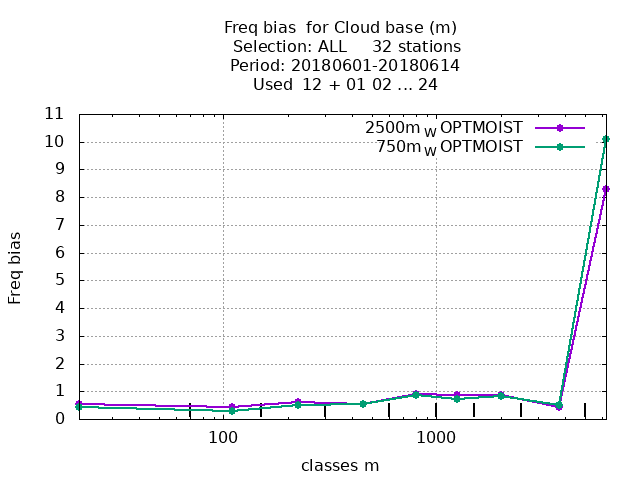 Freq bias  for Cloud base (m)
Selection: ALL     32 stations
Period: 20180601-20180614
Used  12 + 01 02 ... 24
2500m W OPTMOIST
750m W OPTMOIST
11
10
9
8
7
6
5
4
3
2
1
0
Freq bias
100 1000
classes m